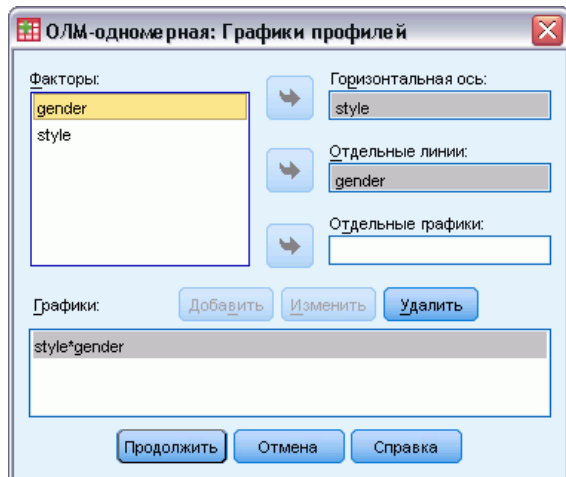 ОЛМ-одномерная: Графики профилей
Факторы:
gender
style
Горизонтальная ось:
style
Отдельные линии:
gender
Отдельные графики:
Графики:
Добавить
Изменить
Удалить
style*gender
Продолжить
Отмена
Справка